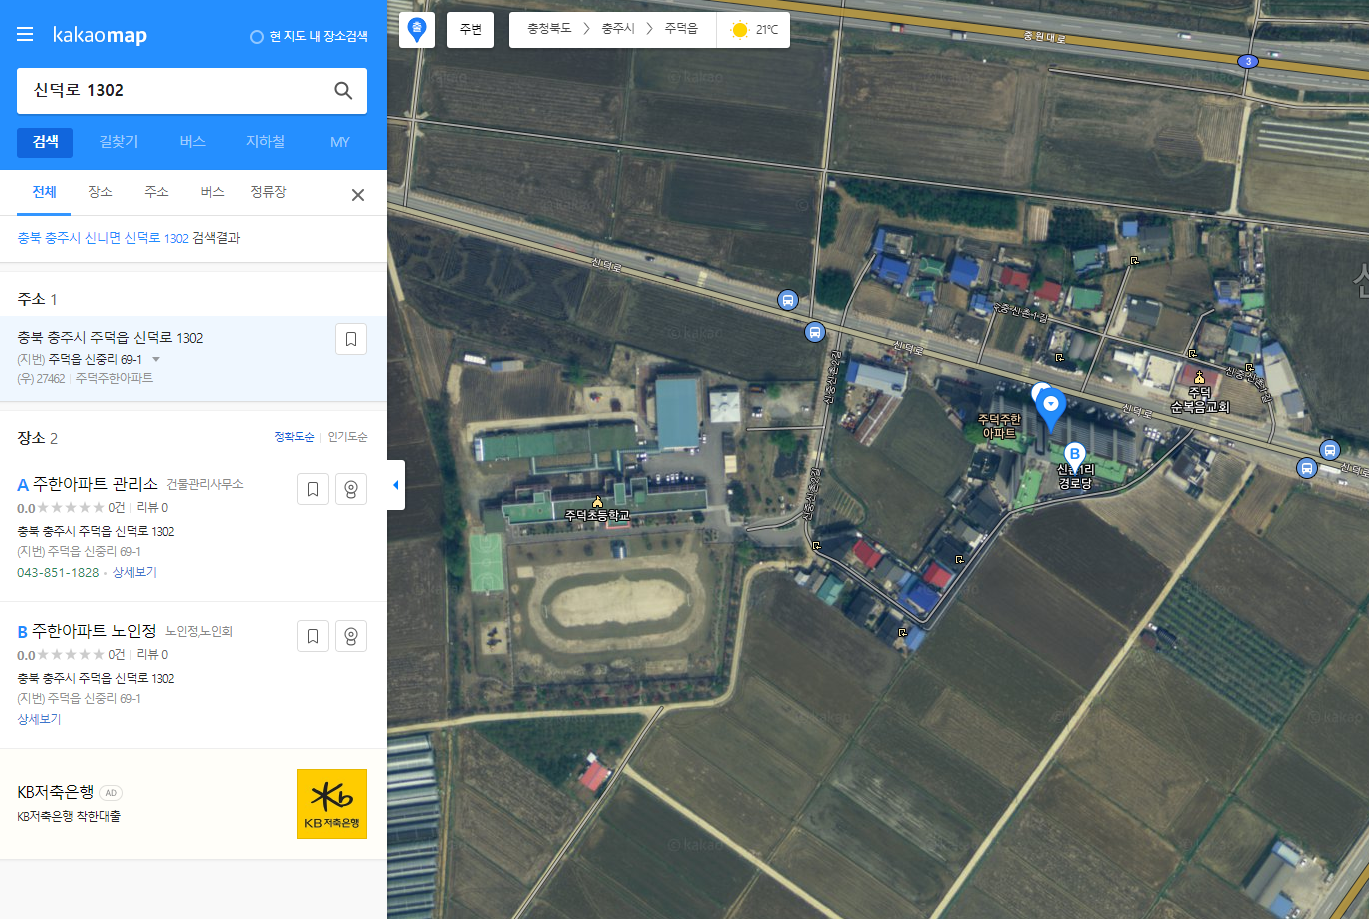 kakaomap
현 지도 내 장소검색
신덕로 1302
검색 길찾기 버스 지하철 MY
전체 장소 주소 버스 정류장
충북 충주시 신니면 신덕로 1302 검색결과
주소 1
충북 충주시 주덕읍 신덕로 1302
(지번) 주덕읍 신중리 69-1
(우) 27462 | 주덕주한아파트
장소 2
정확도순 | 인기도순
A 주한아파트 관리소 건물관리사무소
0.0 ★★★★★ 0건 | 리뷰 0
충북 충주시 주덕읍 신덕로 1302
(지번) 주덕읍 신중리 69-1
043-851-1828 · 상세보기
B 주한아파트 노인정 노인정,노인회
0.0 ★★★★★ 0건 | 리뷰 0
충북 충주시 주덕읍 신덕로 1302
(지번) 주덕읍 신중리 69-1
상세보기
KB저축은행 AD
KB저축은행 착한대출
KB저축은행
출
주변
충청북도 > 충주시 > 주덕읍
21℃
중원대로
3
신덕로
신덕로
신덕로
신덕로
신중신촌1길
신중신촌2길
신중신촌2길
주덕
순복음교회
주덕주한
아파트
B
경로당
주덕초등학교
© kakao